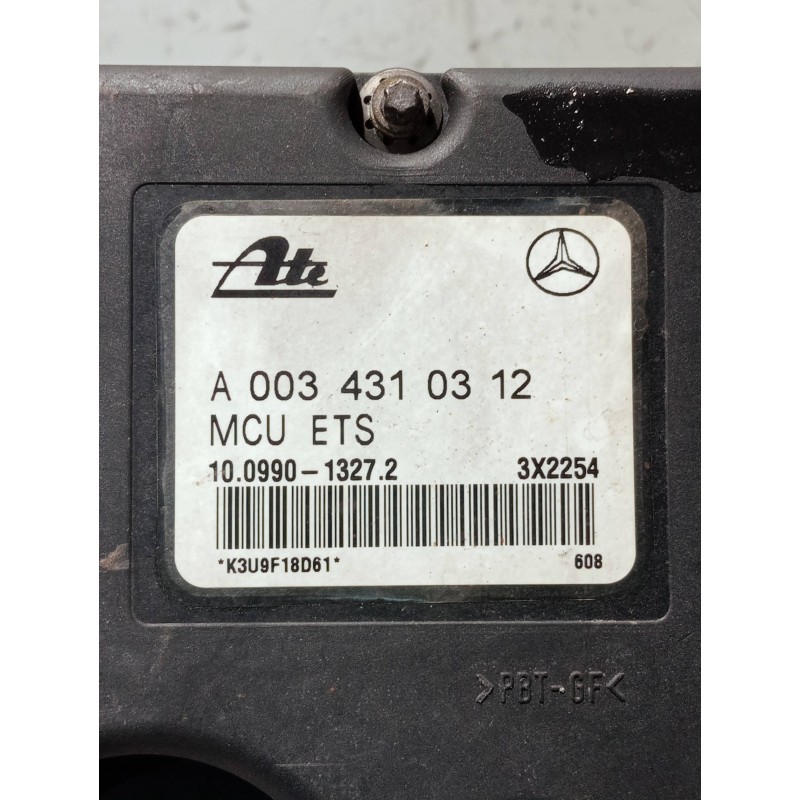 Ate
A 003 431 03 12
MCU ETS
10.0990-1327.2 3X2254
*K3U9F18D61* 608
>PBT-GF<